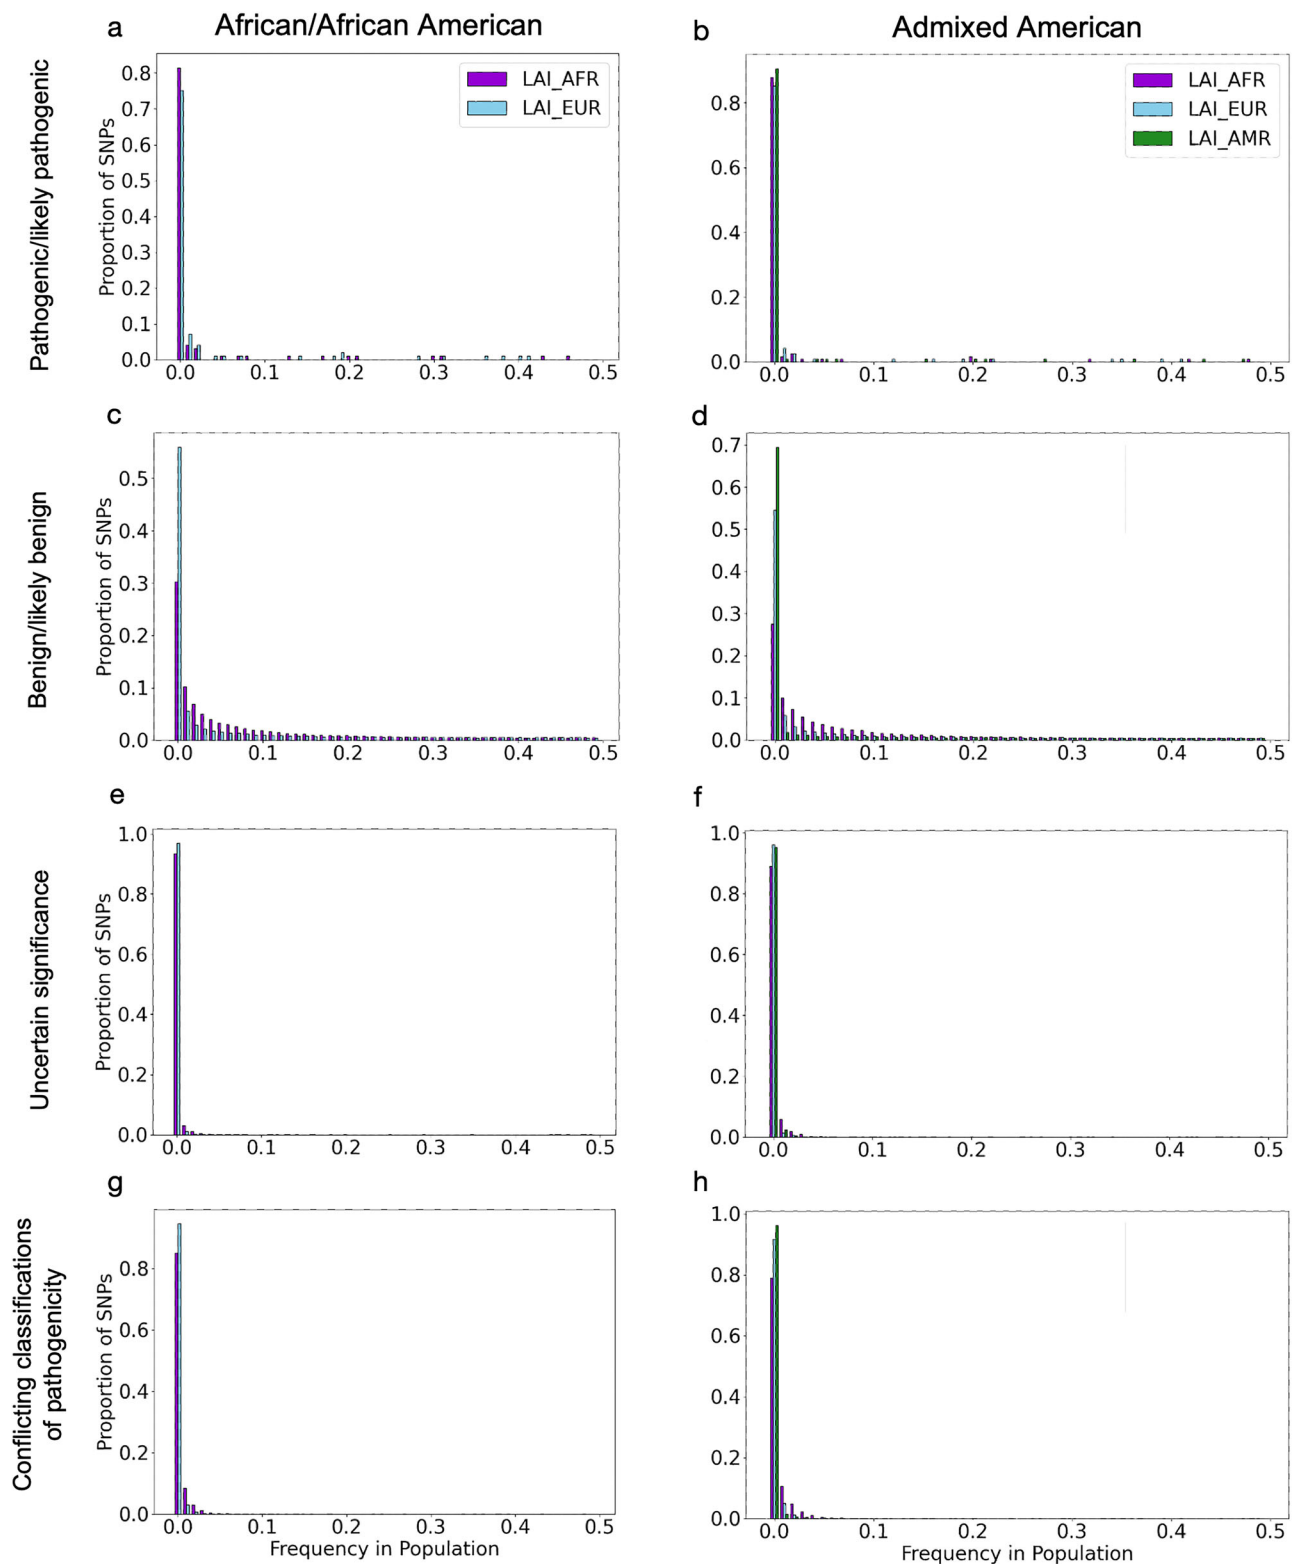 African/African American
Admixed American
a
b
Pathogenic/likely pathogenic
Proportion of SNPs
0.8
0.7
0.6
0.5
0.4
0.3
0.2
0.1
0.0
LAI_AFR
LAI_EUR
0.0 0.1 0.2 0.3 0.4 0.5
0.8
0.6
0.4
0.2
0.0
LAI_AFR
LAI_EUR
LAI_AMR
0.0 0.1 0.2 0.3 0.4 0.5
c
d
Benign/likely benign
Proportion of SNPs
0.5
0.4
0.3
0.2
0.1
0.0
0.0 0.1 0.2 0.3 0.4 0.5
0.7
0.6
0.5
0.4
0.3
0.2
0.1
0.0
0.0 0.1 0.2 0.3 0.4 0.5
e
f
Uncertain significance
Proportion of SNPs
1.0
0.8
0.6
0.4
0.2
0.0
0.0 0.1 0.2 0.3 0.4 0.5
1.0
0.8
0.6
0.4
0.2
0.0
0.0 0.1 0.2 0.3 0.4 0.5
g
h
Conflicting classifications
of pathogenicity
Proportion of SNPs
0.8
0.6
0.4
0.2
0.0
0.0 0.1 0.2 0.3 0.4 0.5
Frequency in Population
1.0
0.8
0.6
0.4
0.2
0.0
0.0 0.1 0.2 0.3 0.4 0.5
Frequency in Population